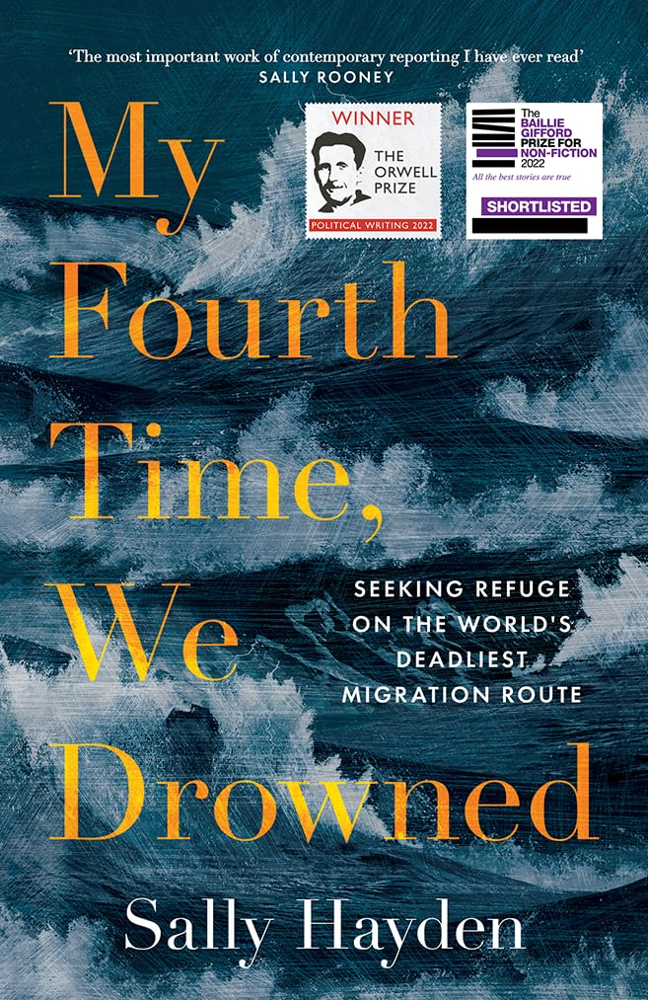 ‘The most important work of contemporary reporting I have ever read’
SALLY ROONEY
My
WINNER
THE
ORWELL
PRIZE
POLITICAL WRITING 2022
The
BAILLIE
GIFFORD
PRIZE FOR
NON-FICTION
2022
All the best stories are true
SHORTLISTED
Fourth
Time,
We
SEEKING REFUGE
ON THE WORLD'S
DEADLIEST
MIGRATION ROUTE
Drowned
Sally Hayden